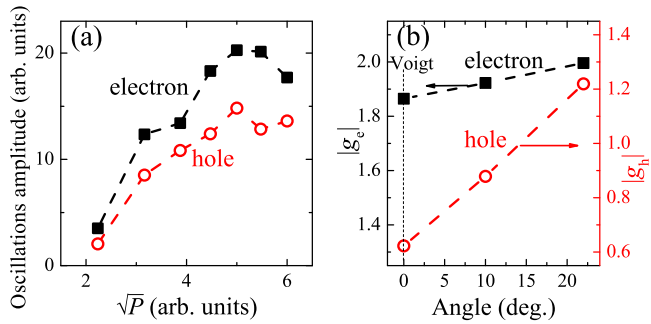 (a)
Oscillations amplitude (arb. units)
20
10
0
electron
hole
2
4
6
√P (arb. units)
(b)
|gₑ|
2.0
1.8
1.6
1.4
Voigt
electron
hole
1.4
1.2
1.0
0.8
0.6
|gₕ|
0
10
20
Angle (deg.)